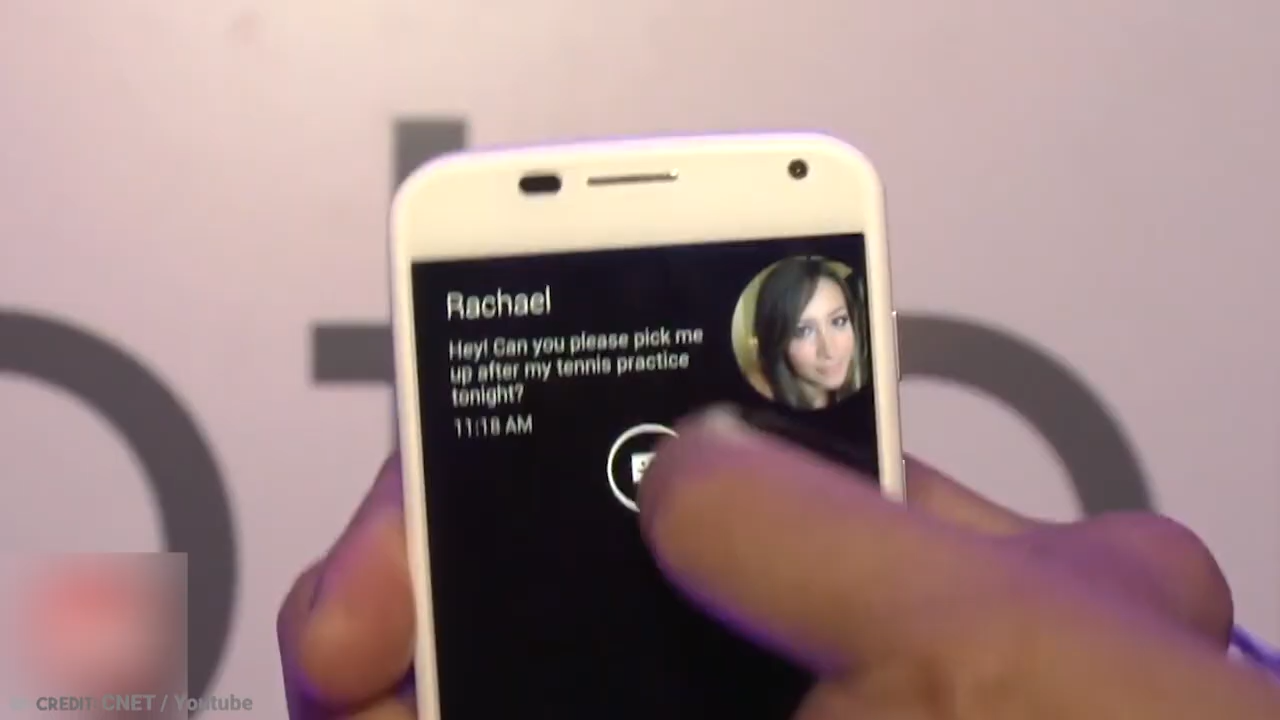 Rachael
Hey! Can you please pick me
up after my tennis practice
tonight?
11:18 AM
CREDIT: CNET / Youtube